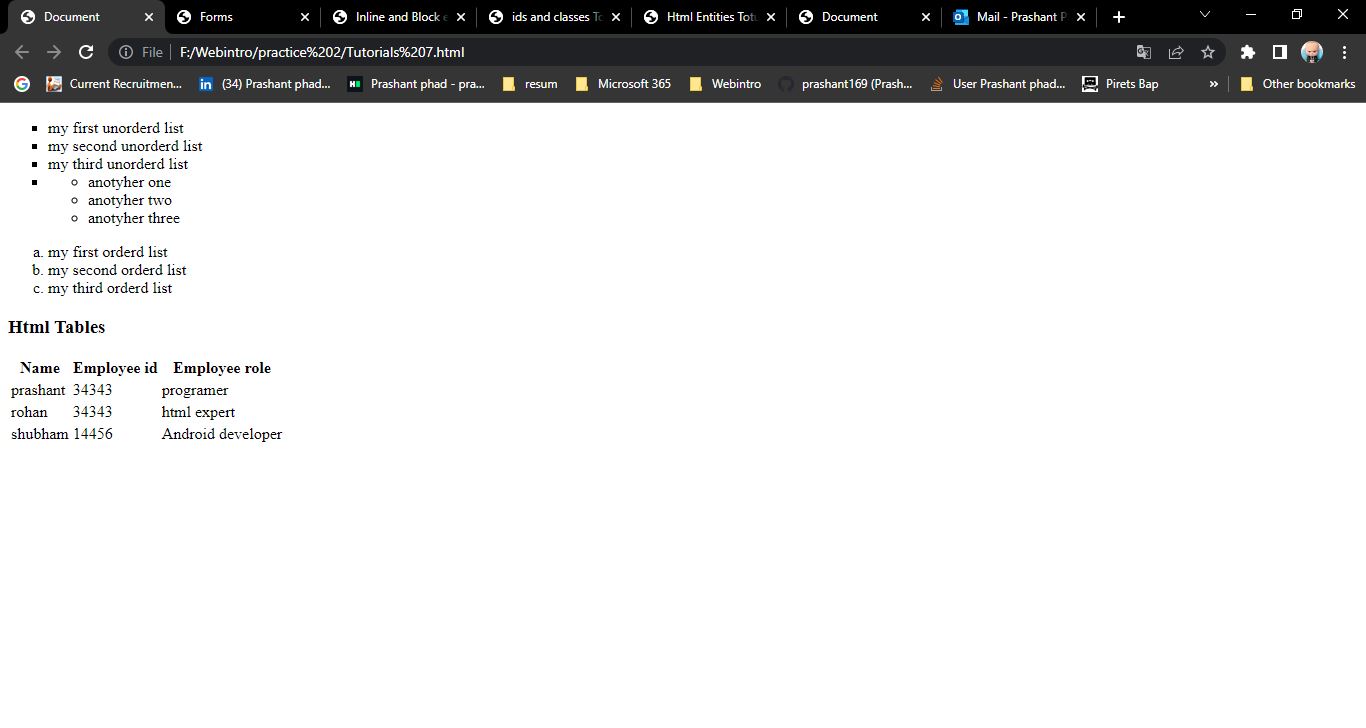 Document
Forms
Inline and Block e
ids and classes To
Html Entities Totu
Document
Mail - Prashant P
File
F:/Webintro/practice%202/Tutorials%207.html
Current Recruitmen...
(34) Prashant phad...
Prashant phad - pra...
resum
Microsoft 365
Webintro
prashant169 (Prash...
User Prashant phad...
Pirets Bap
»
Other bookmarks
my first unorderd list
my second unorderd list
my third unorderd list
anotyher one
anotyher two
anotyher three
a. my first orderd list
b. my second orderd list
c. my third orderd list
Html Tables
Name Employee id Employee role
prashant 34343 programer
rohan 34343 html expert
shubham 14456 Android developer